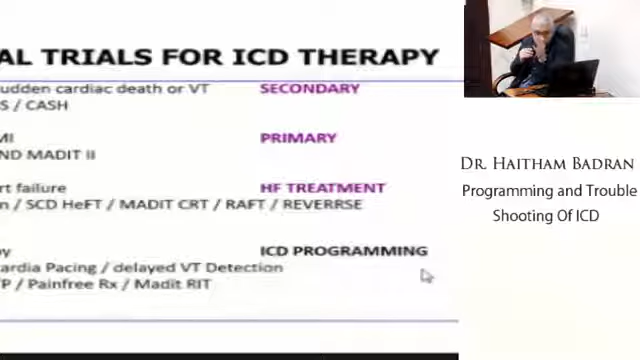 AL TRIALS FOR ICD THERAPY
udden cardiac death or VT SECONDARY
S / CASH
MI PRIMARY
ND MADIT II
rt failure HF TREATMENT
n / SCD HeFT / MADIT CRT / RAFT / REVERRSE
py ICD PROGRAMMING
ardia Pacing / delayed VT Detection
P / Painfree Rx / Madit RIT
DR. HAITHAM BADRAN
Programming and Trouble
Shooting Of ICD